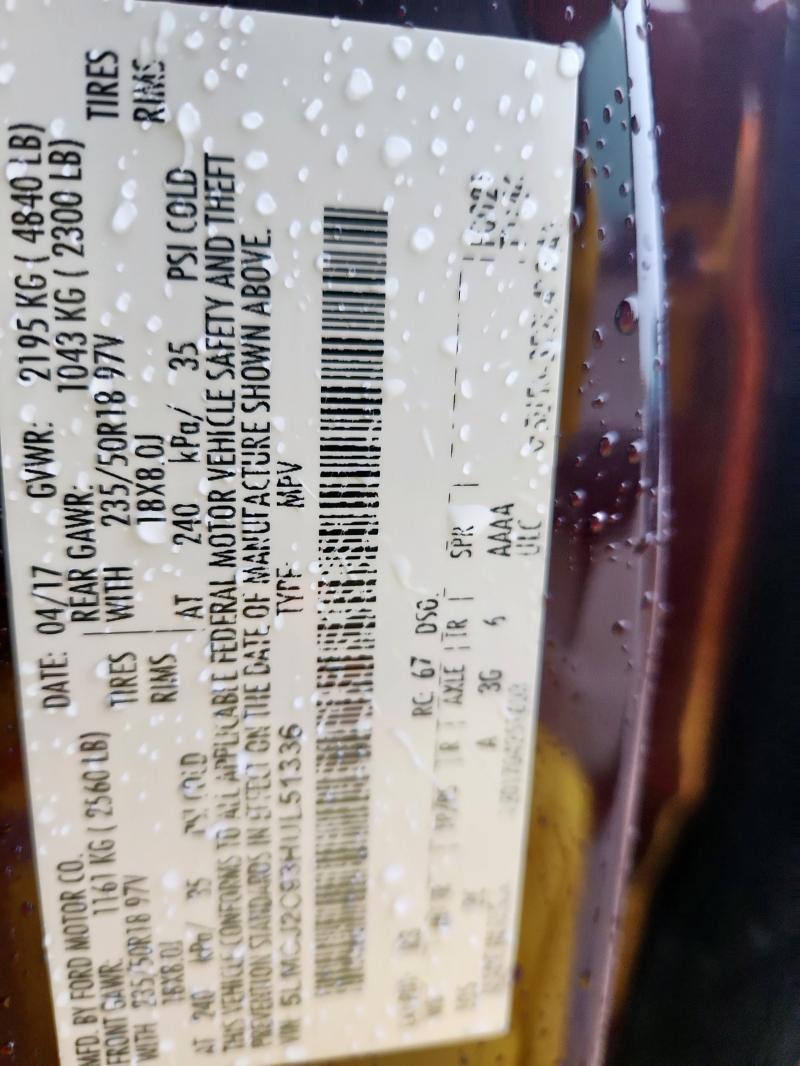 MFD. BY FORD MOTOR CO.
DATE: 04/17 GVWR: 2195 KG ( 4840 LB)
FRONT GAWR: 1161 KG ( 2560 LB) REAR GAWR: 1043 KG ( 2300 LB)
WITH 235/50R18 97V TIRES WITH 235/50R18 97V TIRES
18X8.0J RIMS 18X8.0J RIMS
AT 240 kPa/ 35 PSI COLD AT 240 kPa/ 35 PSI COLD
THIS VEHICLE CONFORMS TO ALL APPLICABLE FEDERAL MOTOR VEHICLE SAFETY AND THEFT
PREVENTION STANDARDS IN EFFECT ON THE DATE OF MANUFACTURE SHOWN ABOVE.
VIN: 5LMCJ2C93HUL51336 TYPE: MPV
RC: 67 DSO:
AXLE TR SPR
A 3G 6 AAAA
ULC